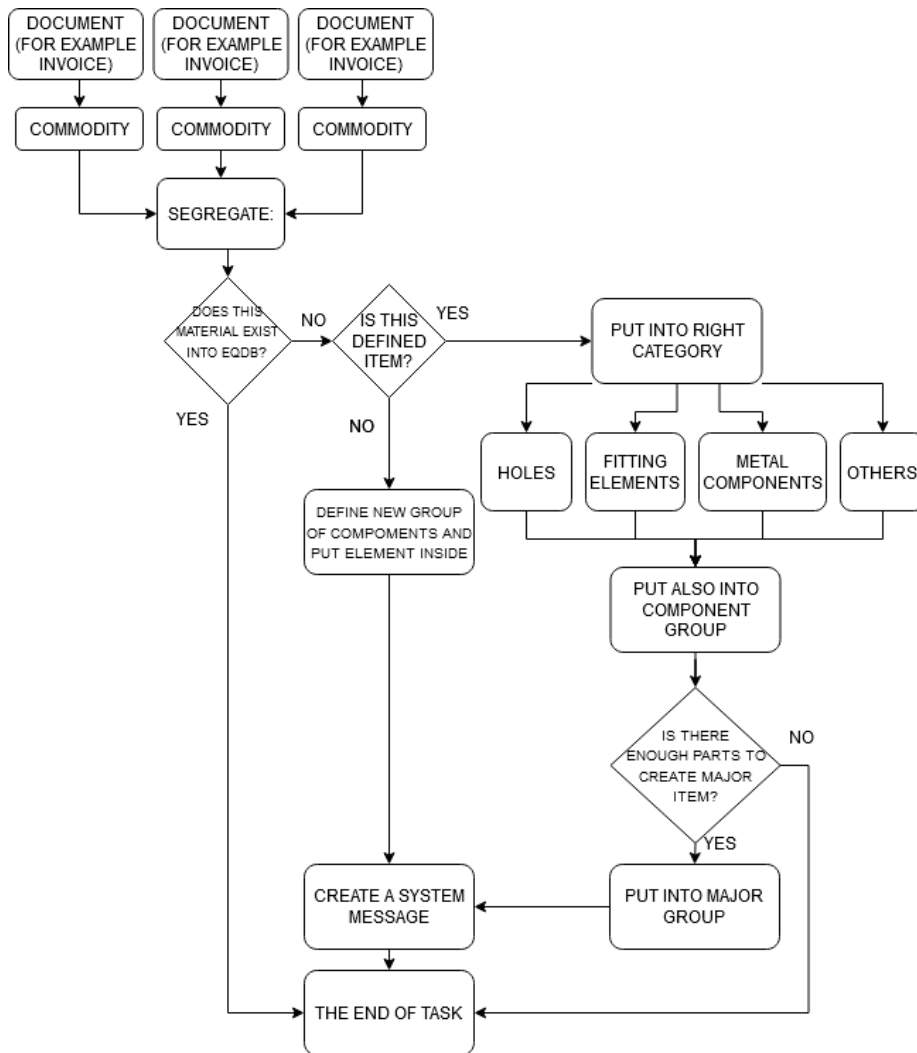 DOCUMENT
(FOR EXAMPLE
INVOICE)
DOCUMENT
(FOR EXAMPLE
INVOICE)
DOCUMENT
(FOR EXAMPLE
INVOICE)
COMMODITY
COMMODITY
COMMODITY
SEGREGATE:
DOES THIS
MATERIAL EXIST
INTO EQDB?
NO
YES
IS THIS
DEFINED
ITEM?
YES
NO
PUT INTO RIGHT
CATEGORY
HOLES
FITTING
ELEMENTS
METAL
COMPONENTS
OTHERS
DEFINE NEW GROUP
OF COMPOMENTS AND
PUT ELEMENT INSIDE
PUT ALSO INTO
COMPONENT
GROUP
IS THERE
ENOUGH PARTS TO
CREATE MAJOR
ITEM?
NO
YES
PUT INTO MAJOR
GROUP
CREATE A SYSTEM
MESSAGE
THE END OF TASK